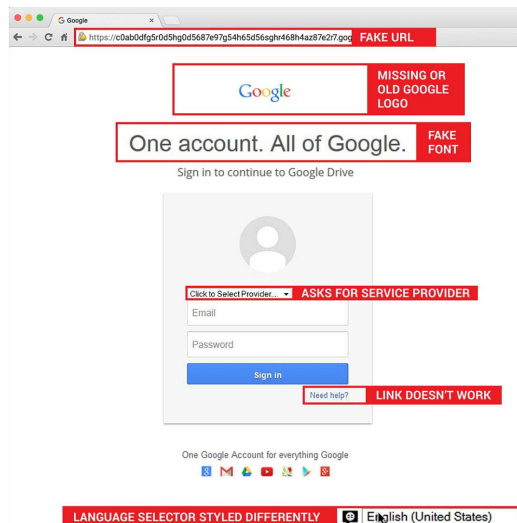 Google
https://c0ab0dfg5r0d5hg0d5687e97g54h65d56sghr468h4az87e2r7.gog
FAKE URL
Google
MISSING OR
OLD GOOGLE
LOGO
One account. All of Google.
FAKE
FONT
Sign in to continue to Google Drive
Click to Select Provider...
ASKS FOR SERVICE PROVIDER
Email
Password
Sign in
Need help?
LINK DOESN'T WORK
One Google Account for everything Google
LANGUAGE SELECTOR STYLED DIFFERENTLY
English (United States)